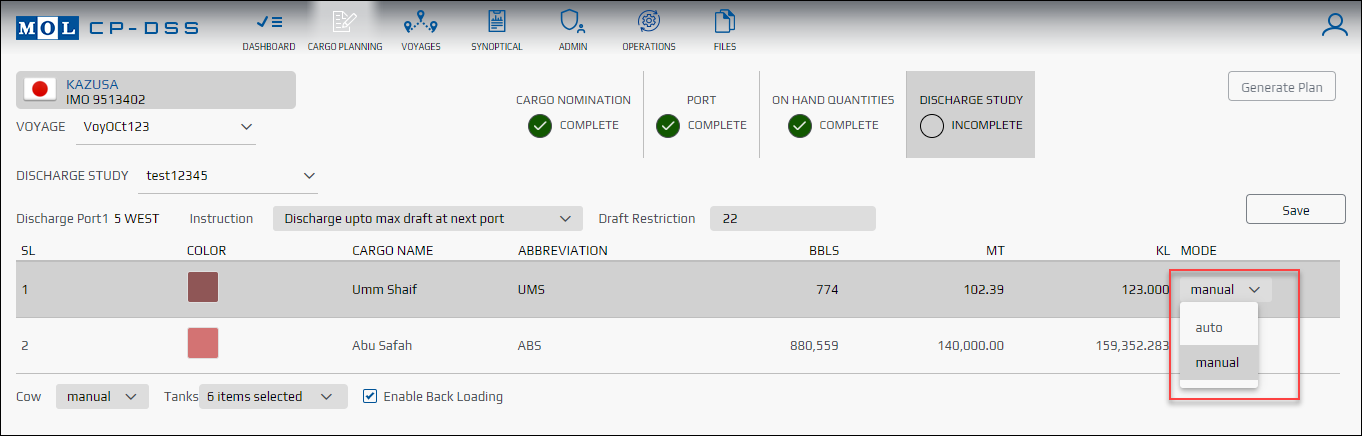 MOL CP-DSS
DASHBOARD CARGO PLANNING VOYAGES SYNOPTICAL ADMIN OPERATIONS FILES
KAZUSA
IMO 9513402
VOYAGE VoyOCt123
CARGO NOMINATION PORT ON HAND QUANTITIES DISCHARGE STUDY
COMPLETE COMPLETE COMPLETE INCOMPLETE
Generate Plan
DISCHARGE STUDY test12345
Discharge Port1 5 WEST Instruction Discharge upto max draft at next port Draft Restriction 22
Save
SL COLOR CARGO NAME ABBREVIATION BBLS MT KL MODE
1 Umm Shaif UMS 774 102.39 123.000 manual
auto
manual
2 Abu Safah ABS 880,559 140,000.00 159,352.283
Cow manual Tanks 6 items selected Enable Back Loading